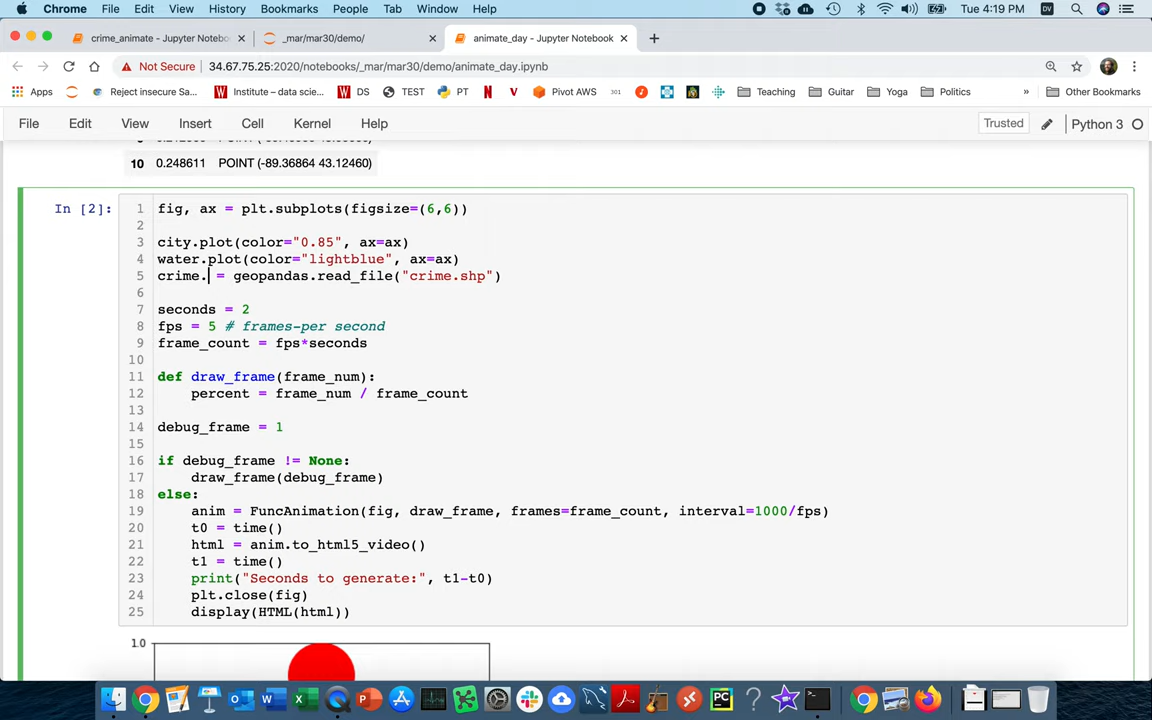 Chrome File Edit View History Bookmarks People Tab Window Help Tue 4:19 PM DV
crime_animate - Jupyter Notebo _mar/mar30/demo/ animate_day - Jupyter Notebook
Not Secure 34.67.75.25:2020/notebooks/_mar/mar30/demo/animate_day.ipynb
Apps Reject insecure Sa... Institute – data scie... DS TEST PT Pivot AWS Teaching Guitar Yoga Politics » Other Bookmarks
File Edit View Insert Cell Kernel Help Trusted Python 3
10 0.248611 POINT (-89.36864 43.12460)
In [2]: 1 fig, ax = plt.subplots(figsize=(6,6))
2
3 city.plot(color="0.85", ax=ax)
4 water.plot(color="lightblue", ax=ax)
5 crime. = geopandas.read_file("crime.shp")
6
7 seconds = 2
8 fps = 5 # frames-per second
9 frame_count = fps*seconds
10
11 def draw_frame(frame_num):
12 percent = frame_num / frame_count
13
14 debug_frame = 1
15
16 if debug_frame != None:
17 draw_frame(debug_frame)
18 else:
19 anim = FuncAnimation(fig, draw_frame, frames=frame_count, interval=1000/fps)
20 t0 = time()
21 html = anim.to_html5_video()
22 t1 = time()
23 print("Seconds to generate:", t1-t0)
24 plt.close(fig)
25 display(HTML(html))
1.0